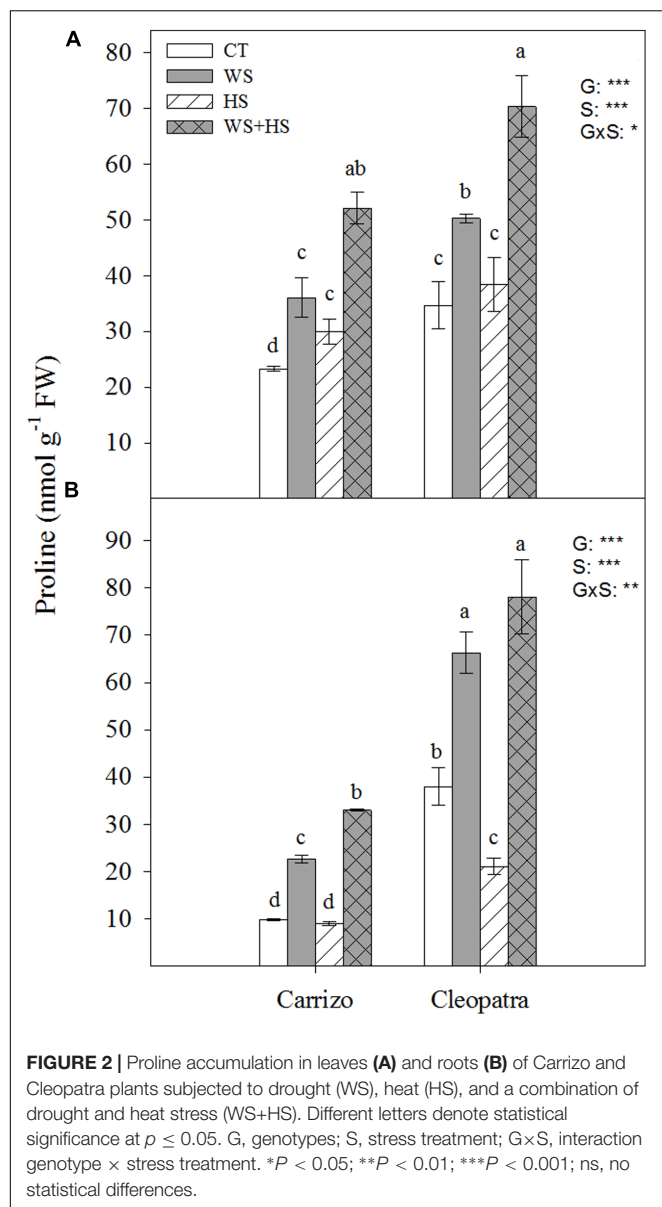 A
80
70
60
50
40
30
20
10
CT
WS
HS
WS+HS
G: ***
S: ***
GxS: *
d
c
c
ab
c
b
c
a
Proline (nmol g-1 FW)
B
90
80
70
60
50
40
30
20
10
G: ***
S: ***
GxS: **
d
c
d
b
b
a
c
a
Carrizo
Cleopatra
FIGURE 2 | Proline accumulation in leaves (A) and roots (B) of Carrizo and
Cleopatra plants subjected to drought (WS), heat (HS), and a combination of
drought and heat stress (WS+HS). Different letters denote statistical
significance at p ≤ 0.05. G, genotypes; S, stress treatment; G×S, interaction
genotype × stress treatment. *P < 0.05; **P < 0.01; ***P < 0.001; ns, no
statistical differences.